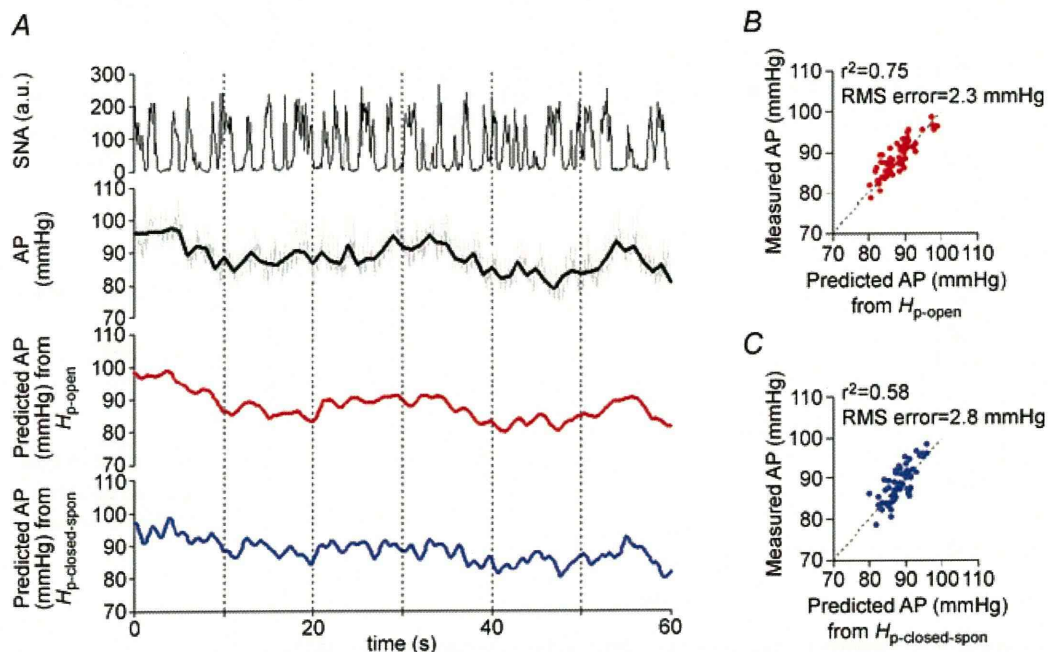 A
SNA (a.u.)
300
200
100
0
AP
(mmHg)
110
100
90
80
70
Predicted AP
(mmHg) from
Hp-open
110
100
90
80
70
Predicted AP
(mmHg) from
Hp-closed-spon
110
100
90
80
70
0
10
20
30
40
50
60
time (s)
B
r²=0.75
RMS error=2.3 mmHg
Measured AP (mmHg)
110
100
90
80
70
70 80 90 100 110
Predicted AP (mmHg)
from Hp-open
C
r²=0.58
RMS error=2.8 mmHg
Measured AP (mmHg)
110
100
90
80
70
70 80 90 100 110
Predicted AP (mmHg)
from Hp-closed-spon